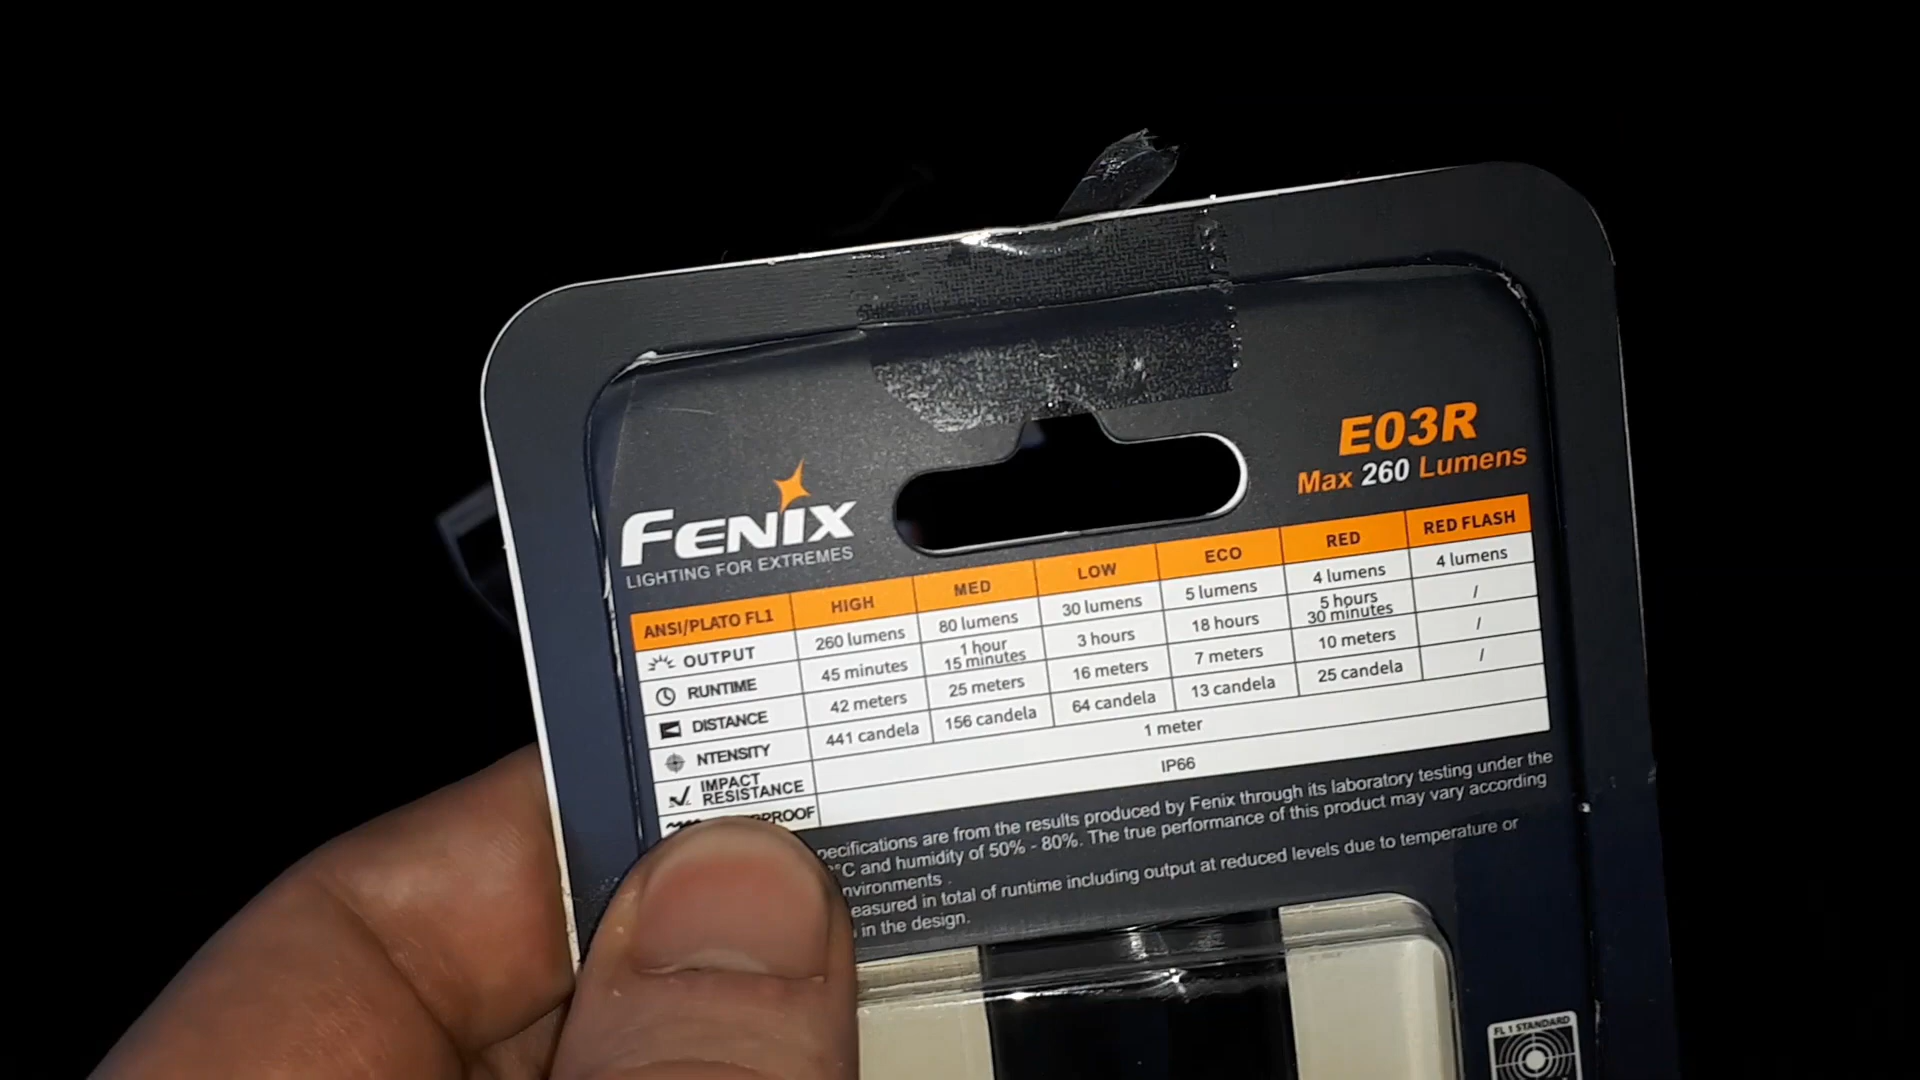 E03R
Max 260 Lumens
FENIX
LIGHTING FOR EXTREMES
ANSI/PLATO FL1 HIGH MED LOW ECO RED RED FLASH
OUTPUT 260 lumens 80 lumens 30 lumens 5 lumens 4 lumens 4 lumens
RUNTIME 45 minutes 1 hour 15 minutes 3 hours 18 hours 5 hours 30 minutes /
DISTANCE 42 meters 25 meters 16 meters 7 meters 10 meters /
NTENSITY 441 candela 156 candela 64 candela 13 candela 25 candela /
IMPACT RESISTANCE 1 meter
PROOF IP66
pecifications are from the results produced by Fenix through its laboratory testing under the
°C and humidity of 50% - 80%. The true performance of this product may vary according
nvironments .
easured in total of runtime including output at reduced levels due to temperature or
in the design.
FL 1 STANDARD